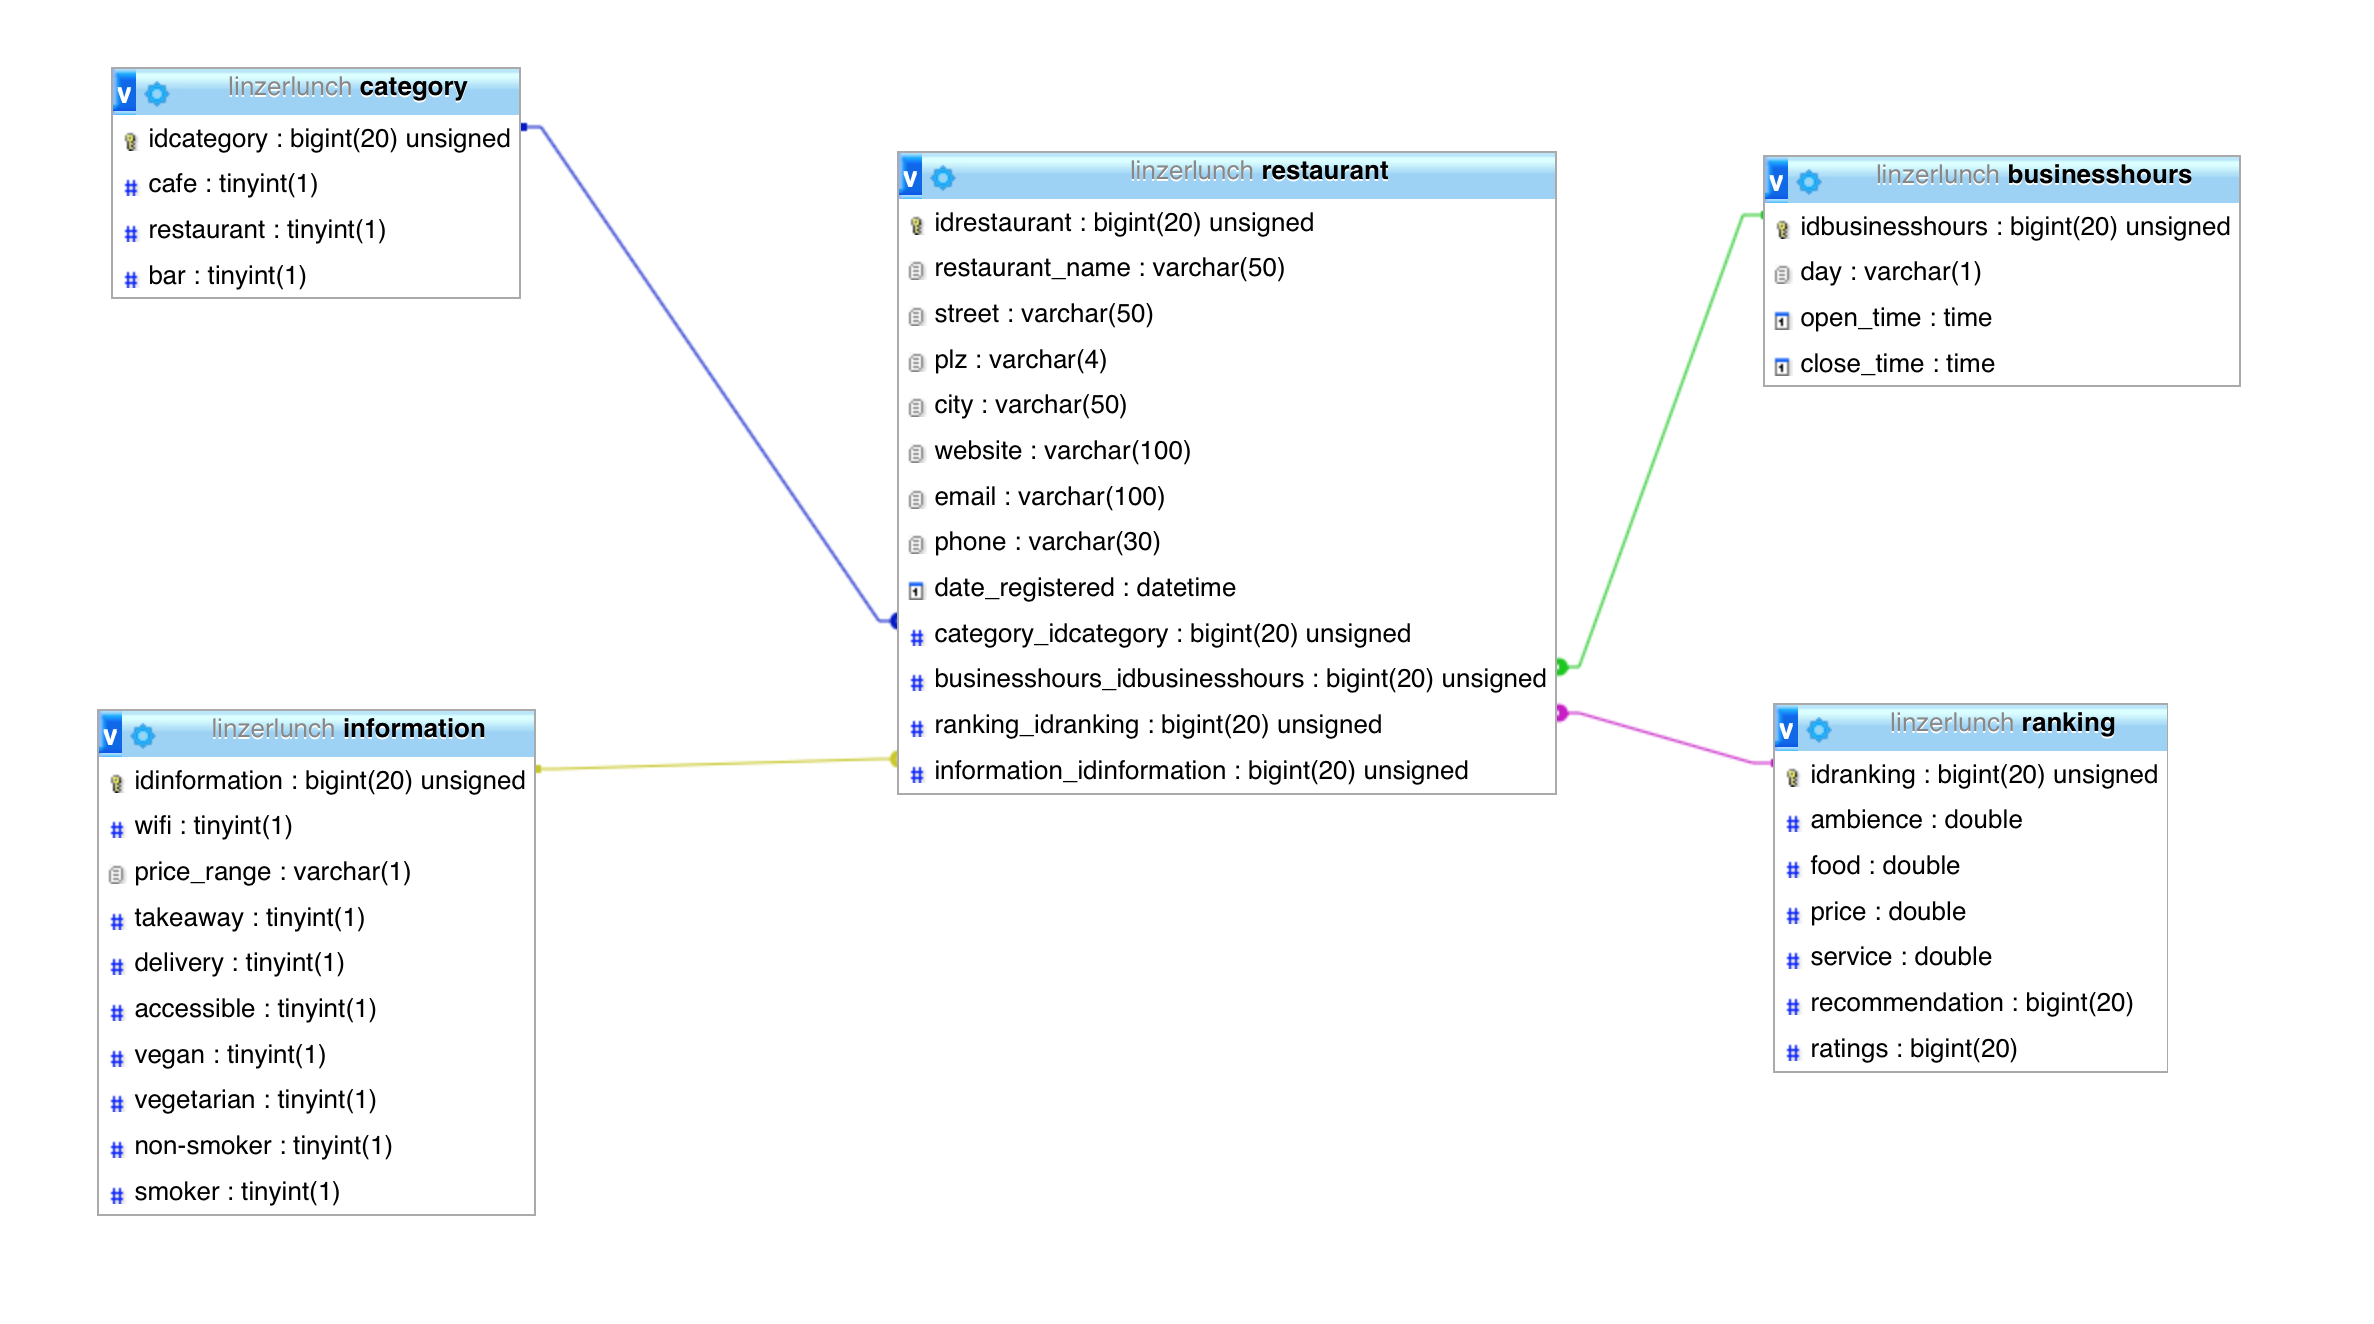 v linzerlunch category
idcategory : bigint(20) unsigned
# cafe : tinyint(1)
# restaurant : tinyint(1)
# bar : tinyint(1)
v linzerlunch restaurant
idrestaurant : bigint(20) unsigned
restaurant_name : varchar(50)
street : varchar(50)
plz : varchar(4)
city : varchar(50)
website : varchar(100)
email : varchar(100)
phone : varchar(30)
date_registered : datetime
# category_idcategory : bigint(20) unsigned
# businesshours_idbusinesshours : bigint(20) unsigned
# ranking_idranking : bigint(20) unsigned
# information_idinformation : bigint(20) unsigned
v linzerlunch businesshours
idbusinesshours : bigint(20) unsigned
day : varchar(1)
open_time : time
close_time : time
v linzerlunch information
idinformation : bigint(20) unsigned
# wifi : tinyint(1)
price_range : varchar(1)
# takeaway : tinyint(1)
# delivery : tinyint(1)
# accessible : tinyint(1)
# vegan : tinyint(1)
# vegetarian : tinyint(1)
# non-smoker : tinyint(1)
# smoker : tinyint(1)
v linzerlunch ranking
idranking : bigint(20) unsigned
# ambience : double
# food : double
# price : double
# service : double
# recommendation : bigint(20)
# ratings : bigint(20)